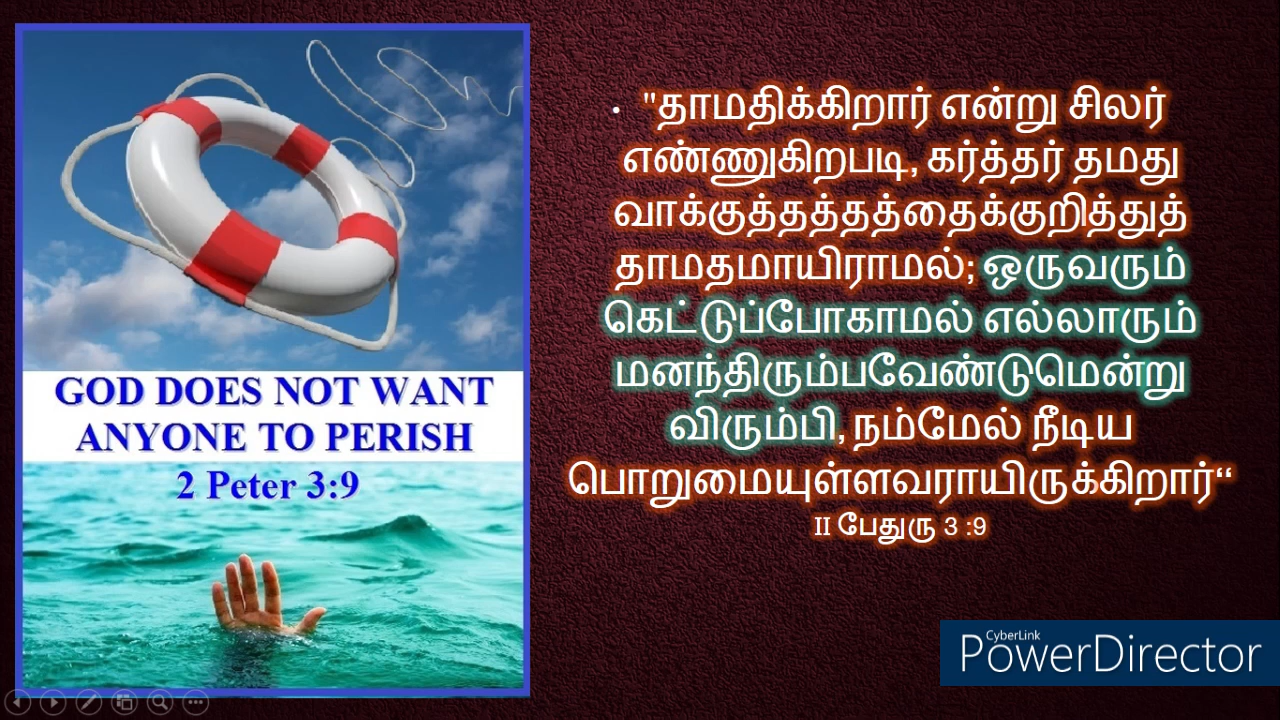 GOD DOES NOT WANT
ANYONE TO PERISH
2 Peter 3:9
• "தாமதிக்கிறார் என்று சிலர்
எண்ணுகிறபடி, கர்த்தர் தமது
வாக்குத்தத்தத்தைக்குறித்துத்
தாமதமாயிராமல்; ஒருவரும்
கெட்டுப்போகாமல் எல்லாரும்
மனந்திரும்பவேண்டுமென்று
விரும்பி, நம்மேல் நீடிய
பொறுமையுள்ளவராயிருக்கிறார்“
II பேதுரு 3 :9
CyberLink
PowerDirector